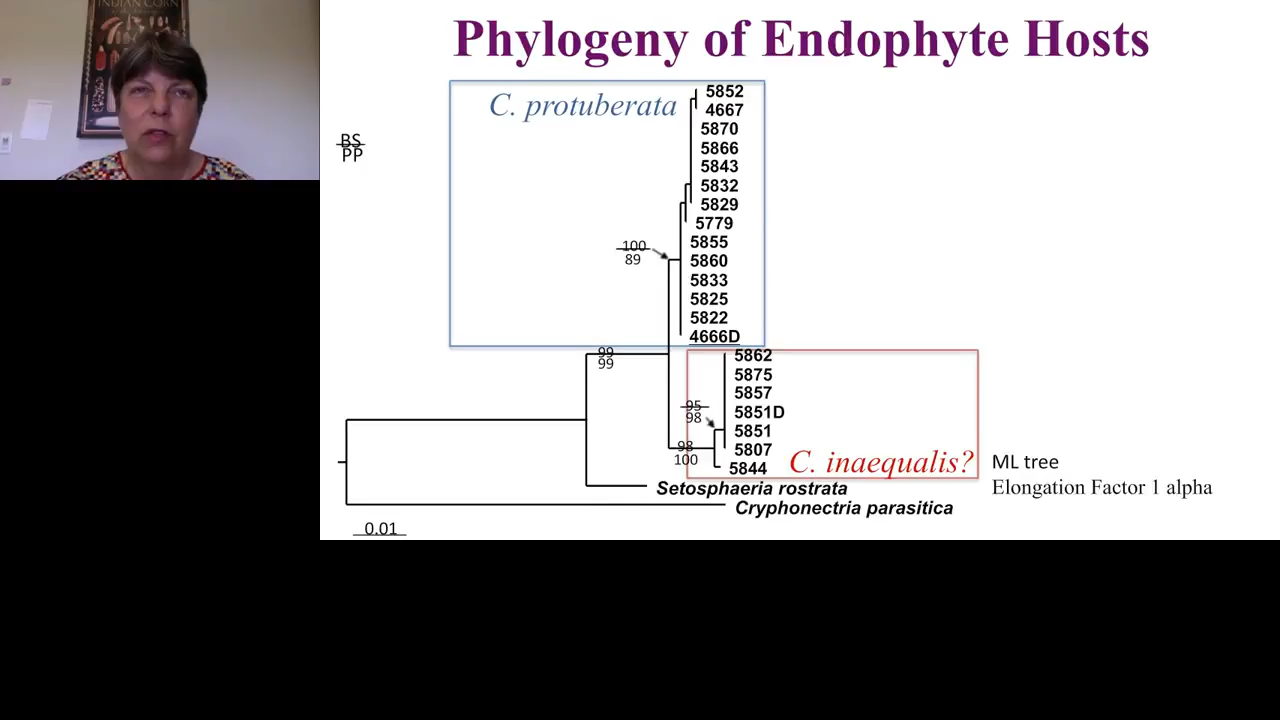 INDIAN CORN
Phylogeny of Endophyte Hosts
C. protuberata
BS
PP
5852
4667
5870
5866
5843
5832
5829
5779
5855
100
89
5860
5833
5825
5822
4666D
99
99
5862
5875
5857
95
98
5851D
5851
5807
98
100
5844
C. inaequalis?
ML tree
Elongation Factor 1 alpha
Setosphaeria rostrata
Cryphonectria parasitica
0.01